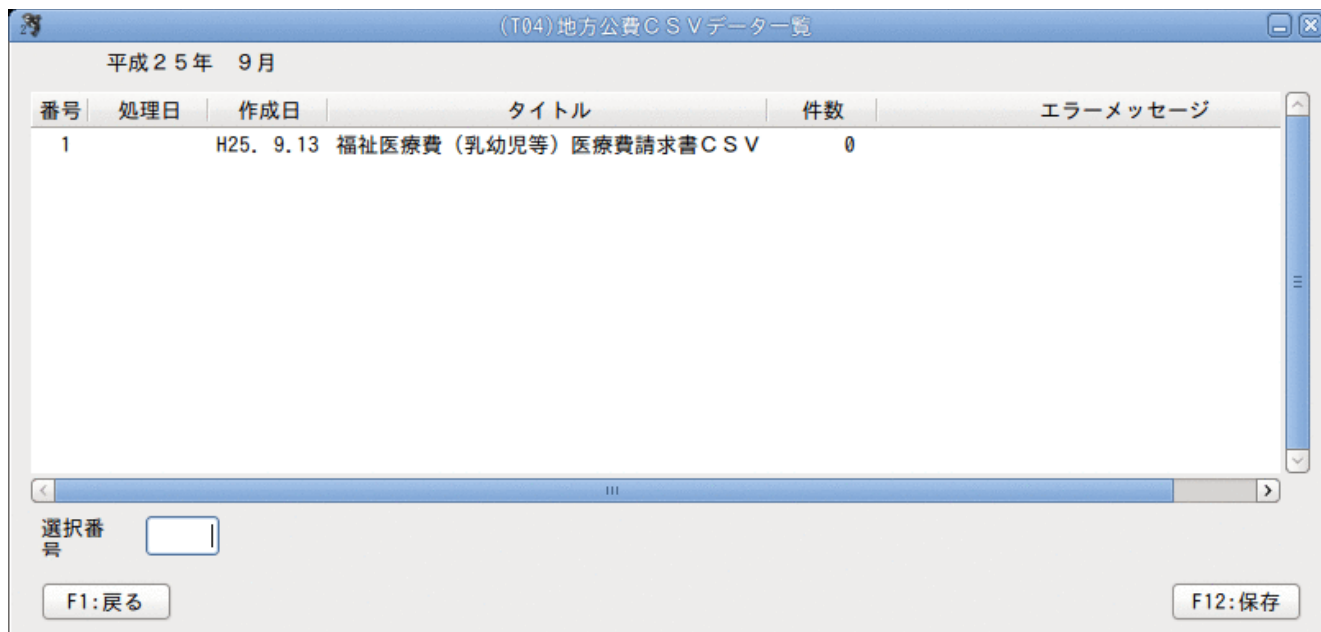 (T04)地方公費ＣＳＶデーター覧
平成２５年　９月
番号 処理日 作成日 タイトル 件数 エラーメッセージ
1 H25. 9.13 福祉医療費（乳幼児等）医療費請求書ＣＳＶ 0
選択番
号
F1:戻る F12:保存